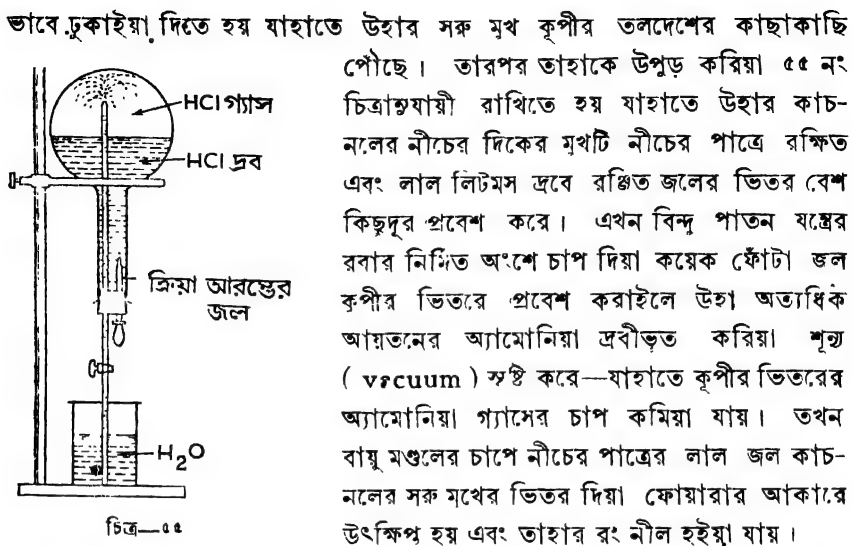 ভাবে ঢুকাইয়া দিতে হয় যাহাতে উহার সরু মুখ কূপীর তলদেশের কাছাকাছি
পৌঁছে। তারপর তাহাকে উপুড় করিয়া ৫৫ নং
চিত্রানুযায়ী রাখিতে হয় যাহাতে উহার কাচ-
নলের নীচের দিকের মুখটি নীচের পাত্রে রক্ষিত
এবং লাল লিটমস দ্রবে রঞ্জিত জলের ভিতর বেশ
কিছুদূর প্রবেশ করে। এখন বিন্দু পাতন যন্ত্রের
রবার নির্মিত অংশে চাপ দিয়া কয়েক ফোঁটা জল
কূপীর ভিতরে প্রবেশ করাইলে উহা অত্যধিক
আয়তনের অ্যামোনিয়া দ্রবীভূত করিয়া শূন্য
( vacuum ) সৃষ্টি করে—যাহাতে কূপীর ভিতরের
অ্যামোনিয়া গ্যাসের চাপ কমিয়া যায়। তখন
বায়ু মণ্ডলের চাপে নীচের পাত্রের লাল জল কাচ-
নলের সরু মুখের ভিতর দিয়া ফোয়ারার আকারে
উৎক্ষিপ্ত হয় এবং তাহার রং নীল হইয়া যায়।
HCl গ্যাস
HCl দ্রব
ক্রিয়া আরম্ভের
জল
H₂O
চিত্র—৫৫